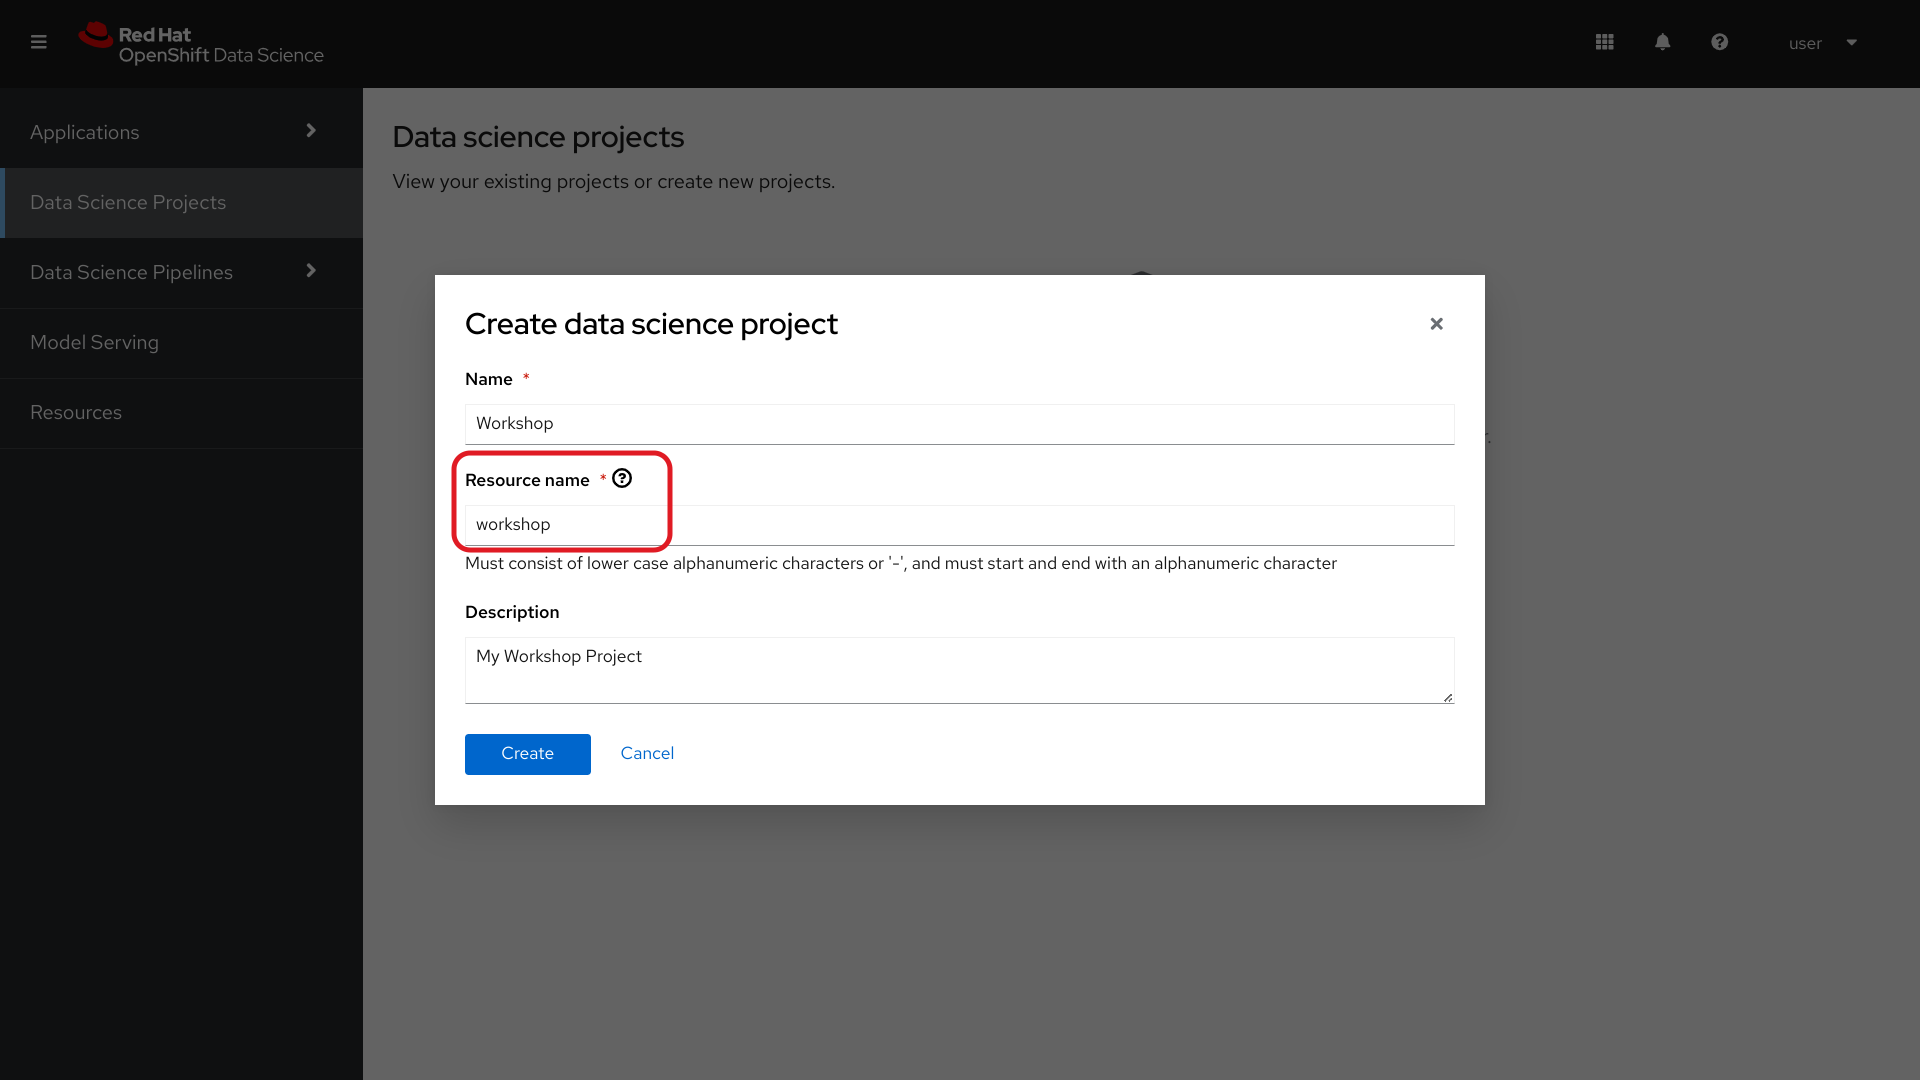 Red Hat
OpenShift Data Science
user
Applications
Data Science Projects
Data Science Pipelines
Model Serving
Resources
Data science projects
View your existing projects or create new projects.
Create data science project
Name *
Workshop
Resource name *
workshop
Must consist of lower case alphanumeric characters or '-', and must start and end with an alphanumeric character
Description
My Workshop Project
Create
Cancel